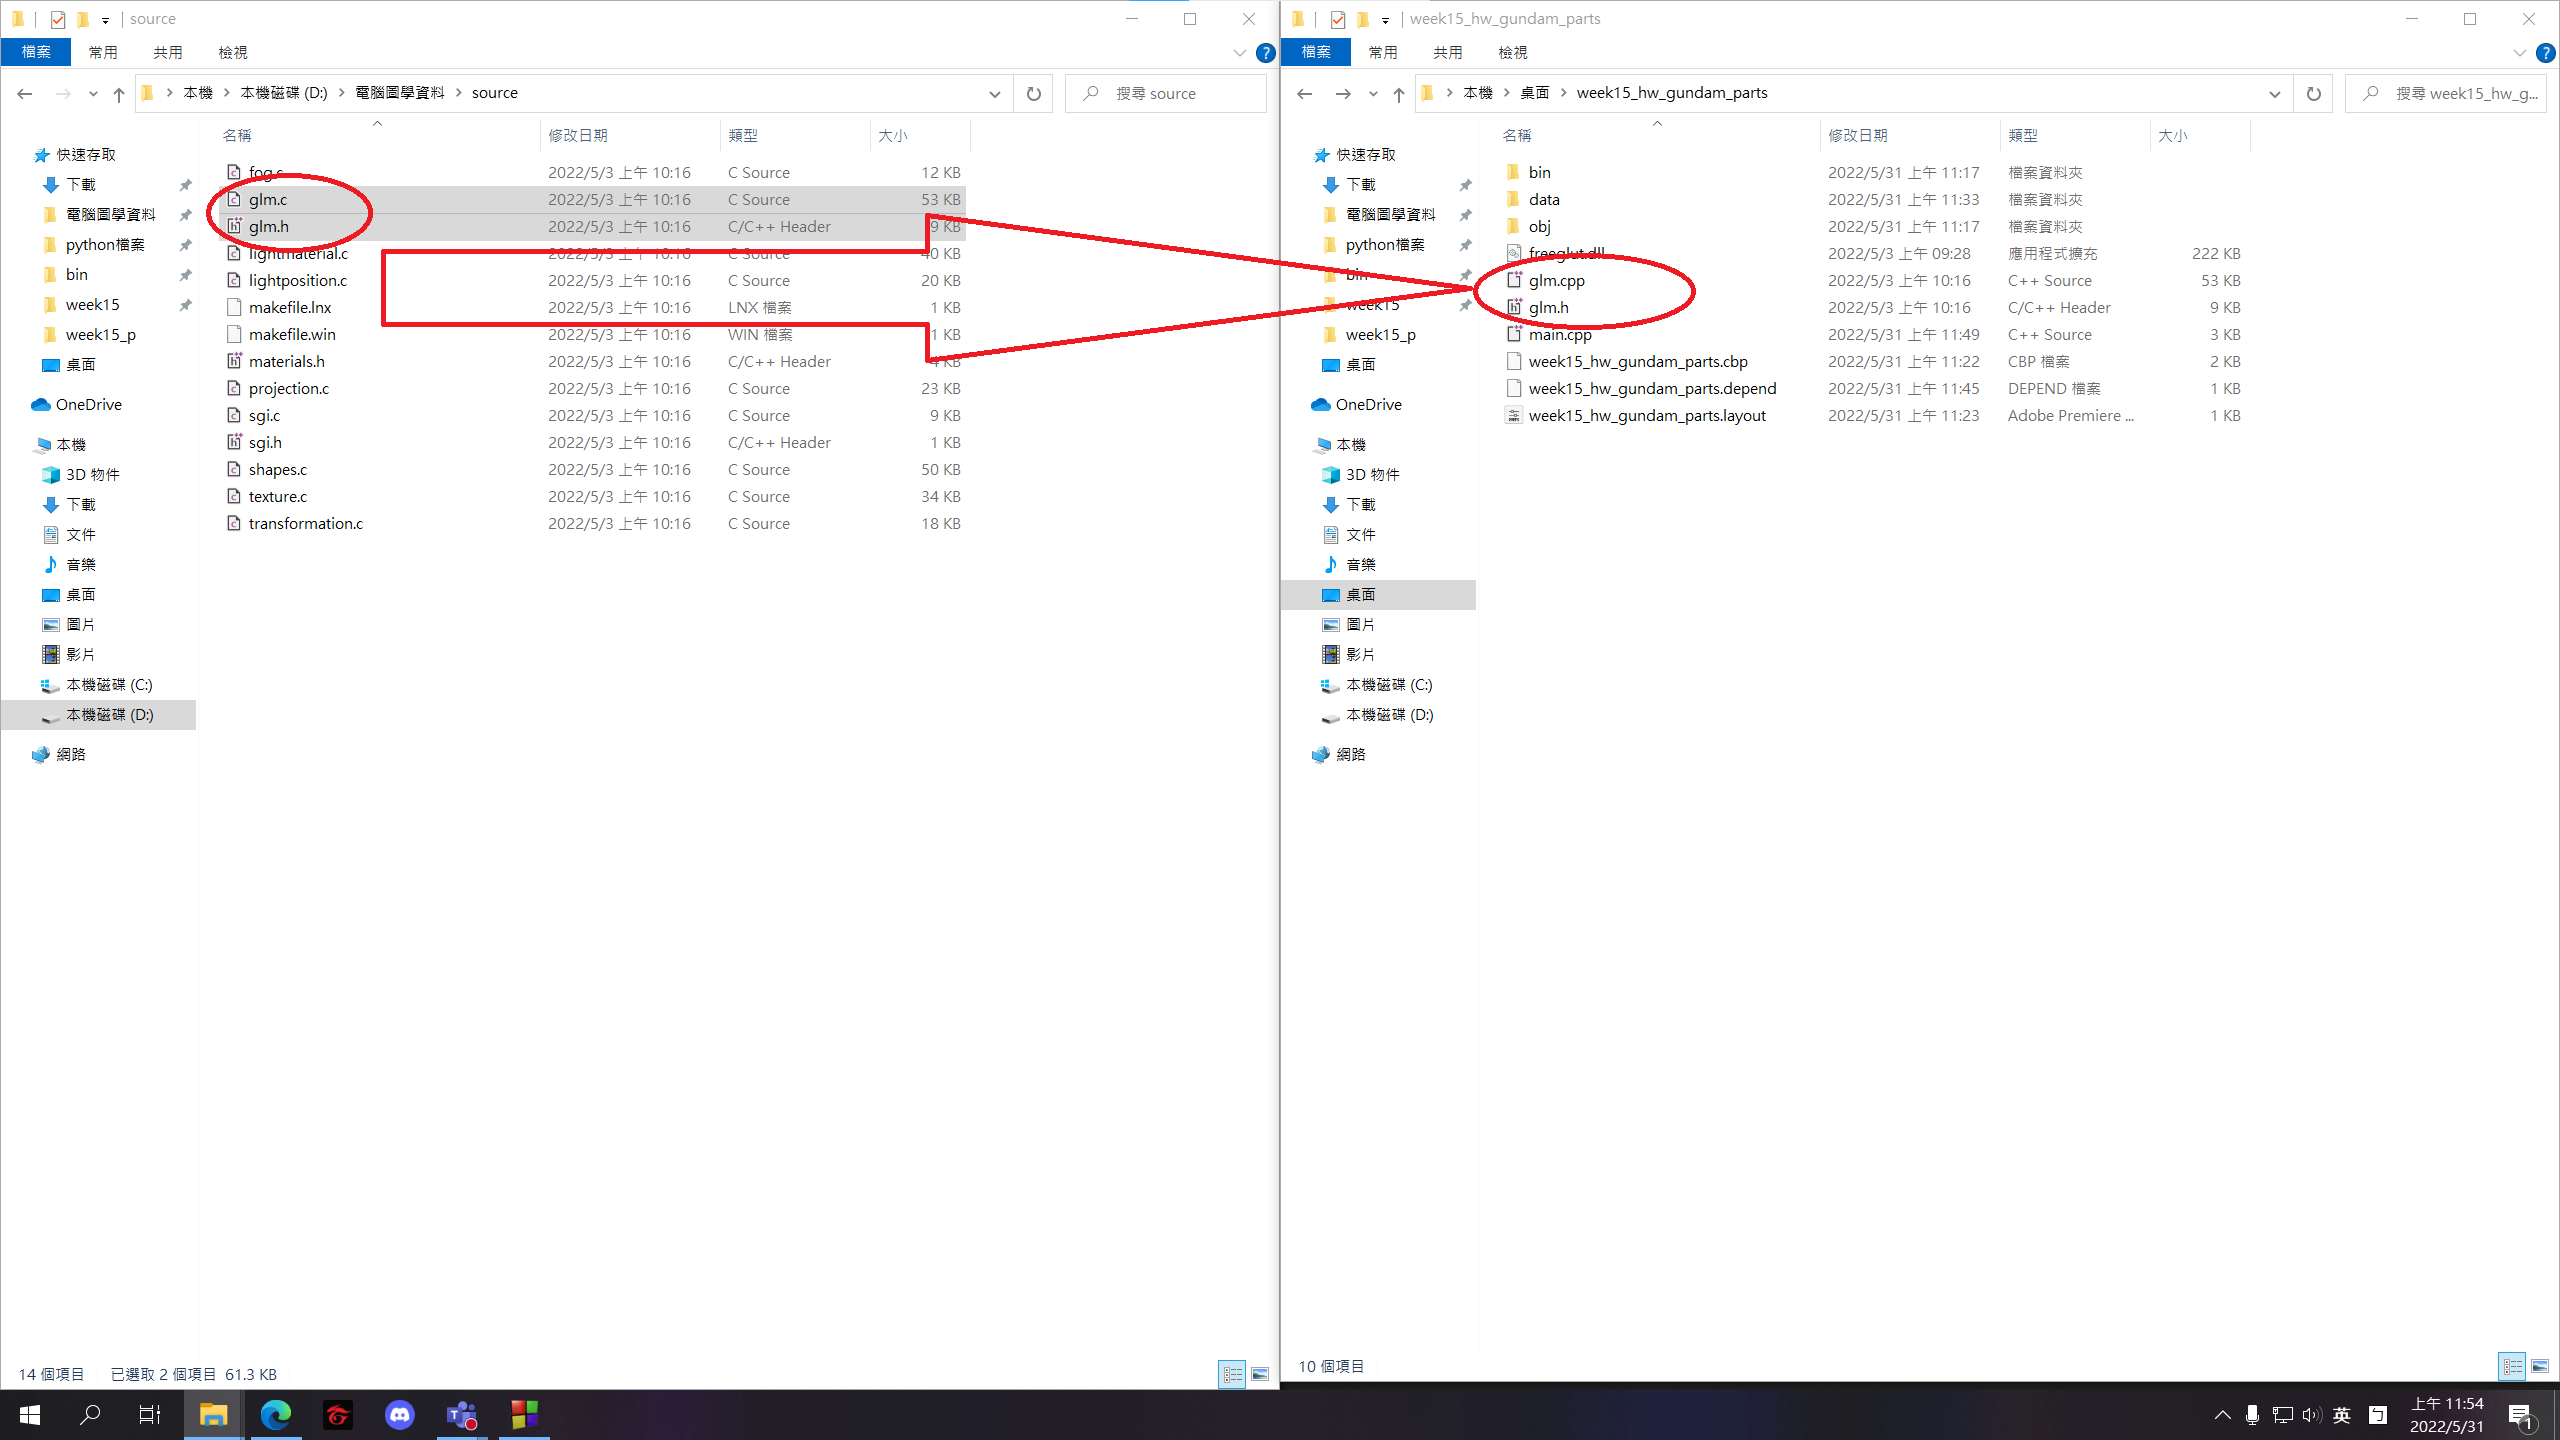 source
檔案 常用 共用 檢視
本機 本機磁碟 (D:) 電腦圖學資料 source
搜尋 source
名稱 修改日期 類型 大小
快速存取
下載
電腦圖學資料
python檔案
bin
week15
week15_p
桌面
OneDrive
本機
3D 物件
下載
文件
音樂
桌面
圖片
影片
本機磁碟 (C:)
本機磁碟 (D:)
網路
fog.c 2022/5/3 上午 10:16 C Source 12 KB
glm.c 2022/5/3 上午 10:16 C Source 53 KB
glm.h 2022/5/3 上午 10:16 C/C++ Header 9 KB
lightmaterial.c 2022/5/3 上午 10:16 C Source 40 KB
lightposition.c 2022/5/3 上午 10:16 C Source 20 KB
makefile.lnx 2022/5/3 上午 10:16 LNX 檔案 1 KB
makefile.win 2022/5/3 上午 10:16 WIN 檔案 1 KB
materials.h 2022/5/3 上午 10:16 C/C++ Header 4 KB
projection.c 2022/5/3 上午 10:16 C Source 23 KB
sgi.c 2022/5/3 上午 10:16 C Source 9 KB
sgi.h 2022/5/3 上午 10:16 C/C++ Header 1 KB
shapes.c 2022/5/3 上午 10:16 C Source 50 KB
texture.c 2022/5/3 上午 10:16 C Source 34 KB
transformation.c 2022/5/3 上午 10:16 C Source 18 KB
14 個項目 已選取 2 個項目 61.3 KB
week15_hw_gundam_parts
檔案 常用 共用 檢視
本機 桌面 week15_hw_gundam_parts
搜尋 week15_hw_g...
名稱 修改日期 類型 大小
快速存取
下載
電腦圖學資料
python檔案
bin
week15
week15_p
桌面
OneDrive
本機
3D 物件
下載
文件
音樂
桌面
圖片
影片
本機磁碟 (C:)
本機磁碟 (D:)
網路
bin 2022/5/31 上午 11:17 檔案資料夾
data 2022/5/31 上午 11:33 檔案資料夾
obj 2022/5/31 上午 11:17 檔案資料夾
freeglut.dll 2022/5/3 上午 09:28 應用程式擴充 222 KB
glm.cpp 2022/5/3 上午 10:16 C++ Source 53 KB
glm.h 2022/5/3 上午 10:16 C/C++ Header 9 KB
main.cpp 2022/5/31 上午 11:49 C++ Source 3 KB
week15_hw_gundam_parts.cbp 2022/5/31 上午 11:22 CBP 檔案 2 KB
week15_hw_gundam_parts.depend 2022/5/31 上午 11:45 DEPEND 檔案 1 KB
week15_hw_gundam_parts.layout 2022/5/31 上午 11:23 Adobe Premiere ... 1 KB
10 個項目
英 ㄅ 上午 11:54
2022/5/31
1